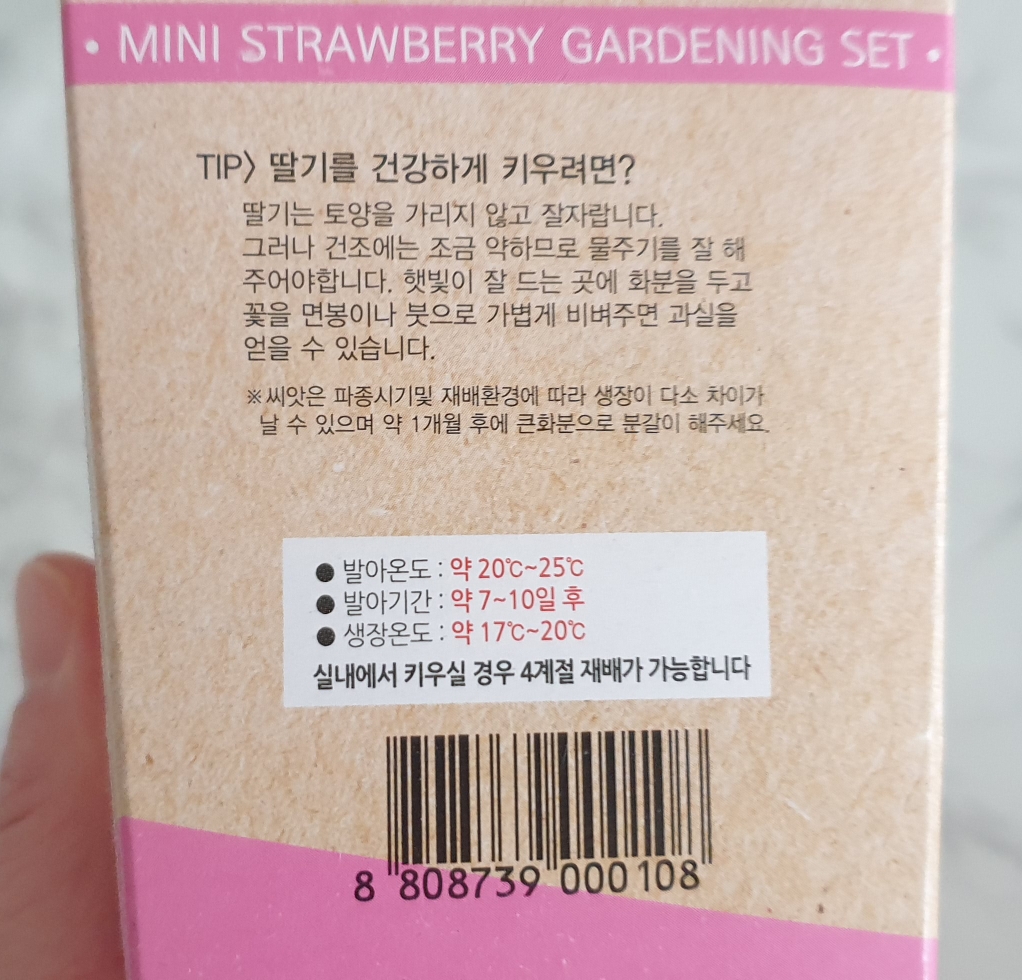 • MINI STRAWBERRY GARDENING SET •
TIP〉 딸기를 건강하게 키우려면?
딸기는 토양을 가리지 않고 잘자랍니다.
그러나 건조에는 조금 약하므로 물주기를 잘 해
주어야합니다. 햇빛이 잘 드는 곳에 화분을 두고
꽃을 면봉이나 붓으로 가볍게 비벼주면 과실을
얻을 수 있습니다.
※씨앗은 파종시기및 재배환경에 따라 생장이 다소 차이가
날 수 있으며 약 1개월 후에 큰화분으로 분갈이 해주세요.
● 발아온도 : 약 20℃~25℃
● 발아기간 : 약 7~10일 후
● 생장온도 : 약 17℃~20℃
실내에서 키우실 경우 4계절 재배가 가능합니다
8 808739 000108